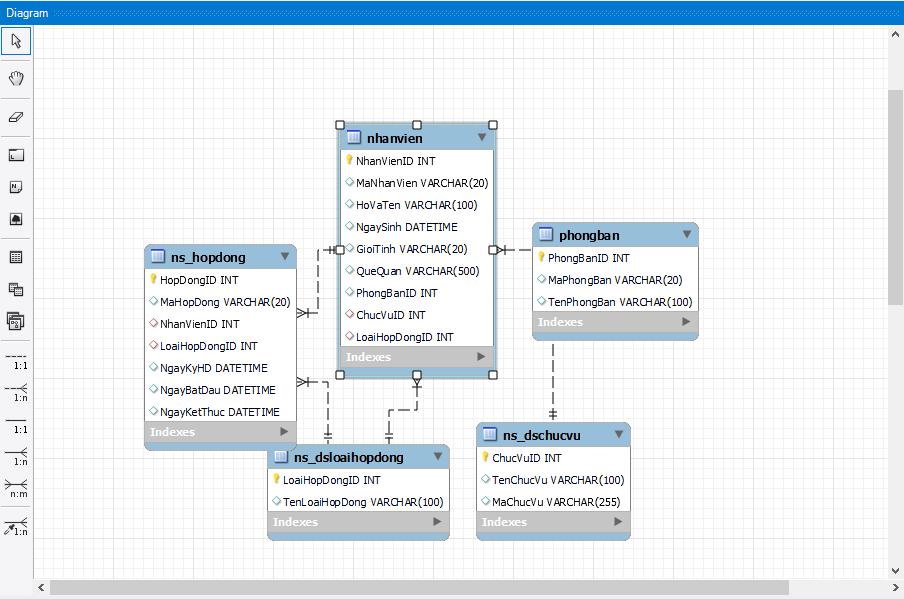 Diagram
nhanvien
NhanVienID INT
MaNhanVien VARCHAR(20)
HoVaTen VARCHAR(100)
NgaySinh DATETIME
GioiTinh VARCHAR(20)
QueQuan VARCHAR(500)
PhongBanID INT
ChucVuID INT
LoaiHopDongID INT
Indexes
ns_hopdong
HopDongID INT
MaHopDong VARCHAR(20)
NhanVienID INT
LoaiHopDongID INT
NgayKyHD DATETIME
NgayBatDau DATETIME
NgayKetThuc DATETIME
Indexes
phongban
PhongBanID INT
MaPhongBan VARCHAR(20)
TenPhongBan VARCHAR(100)
Indexes
ns_dsloaihopdong
LoaiHopDongID INT
TenLoaiHopDong VARCHAR(100)
Indexes
ns_dschucvu
ChucVuID INT
TenChucVu VARCHAR(100)
MaChucVu VARCHAR(255)
Indexes
1:1
1:n
1:1
1:n
n:m
1:n